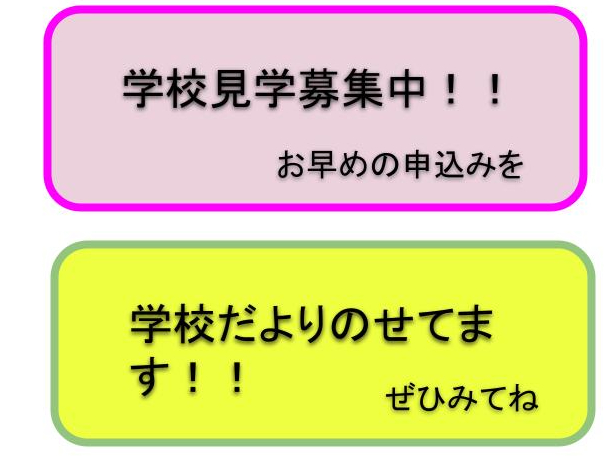 学校見学募集中！！
お早めの申込みを
学校だよりのせてま
す！！
ぜひみてね